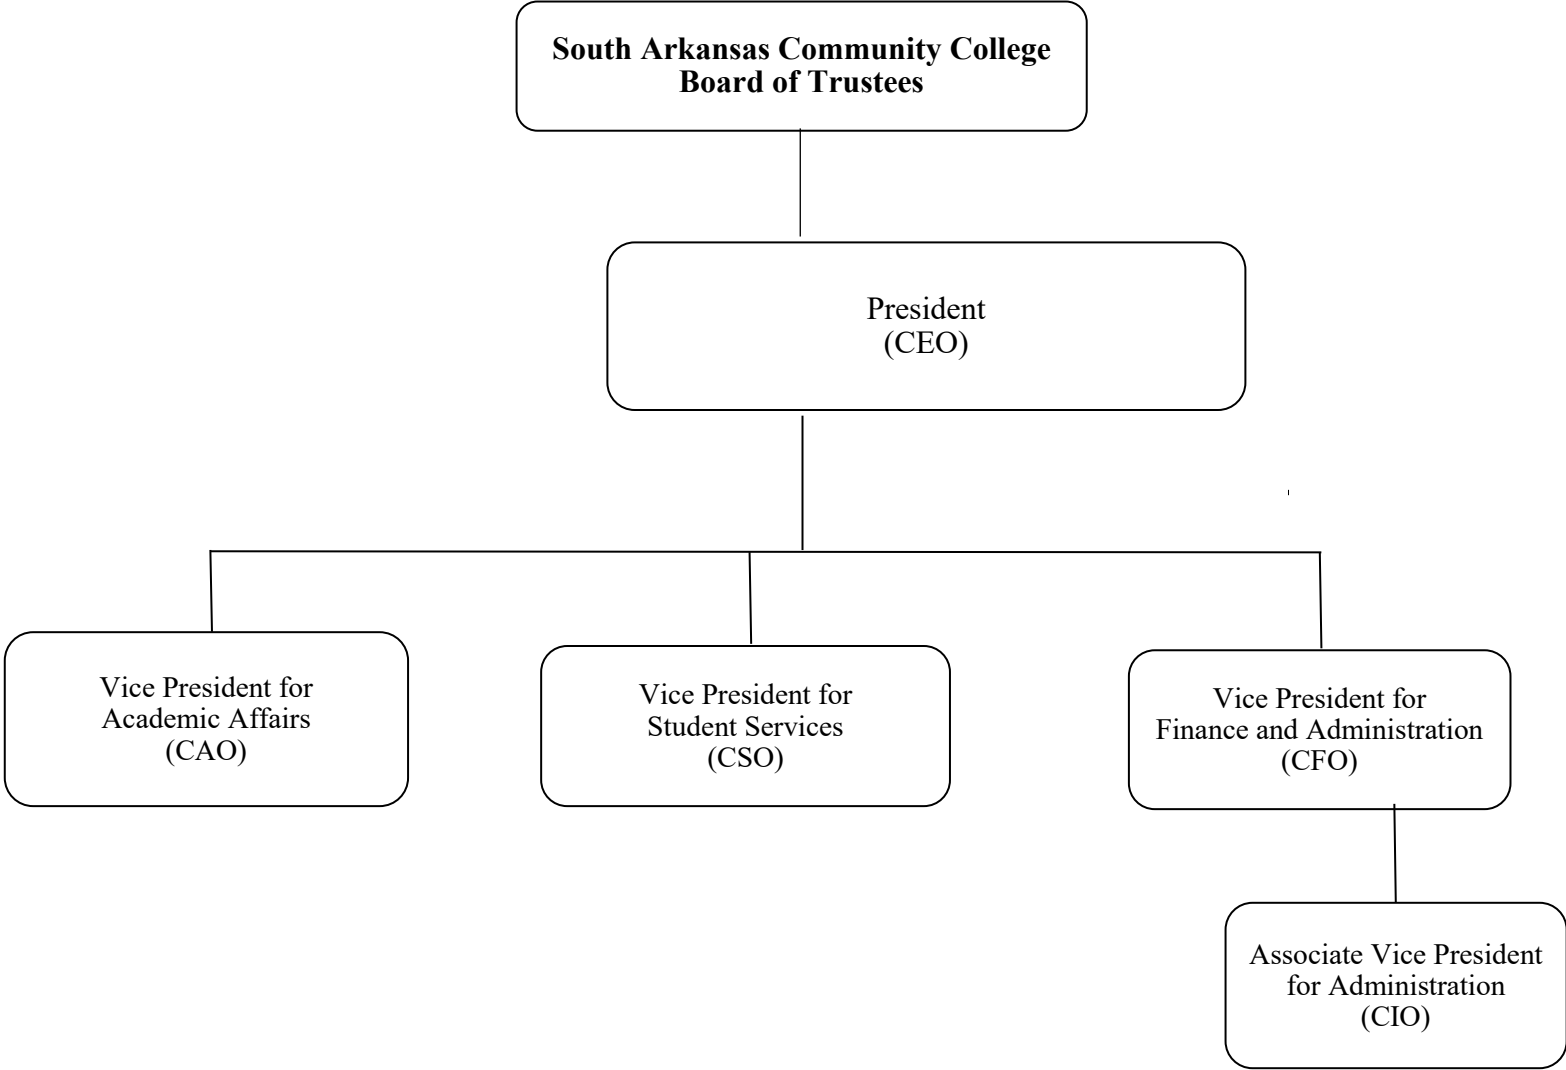 South Arkansas Community College
Board of Trustees
President
(CEO)
Vice President for
Academic Affairs
(CAO)
Vice President for
Student Services
(CSO)
Vice President for
Finance and Administration
(CFO)
Associate Vice President
for Administration
(CIO)